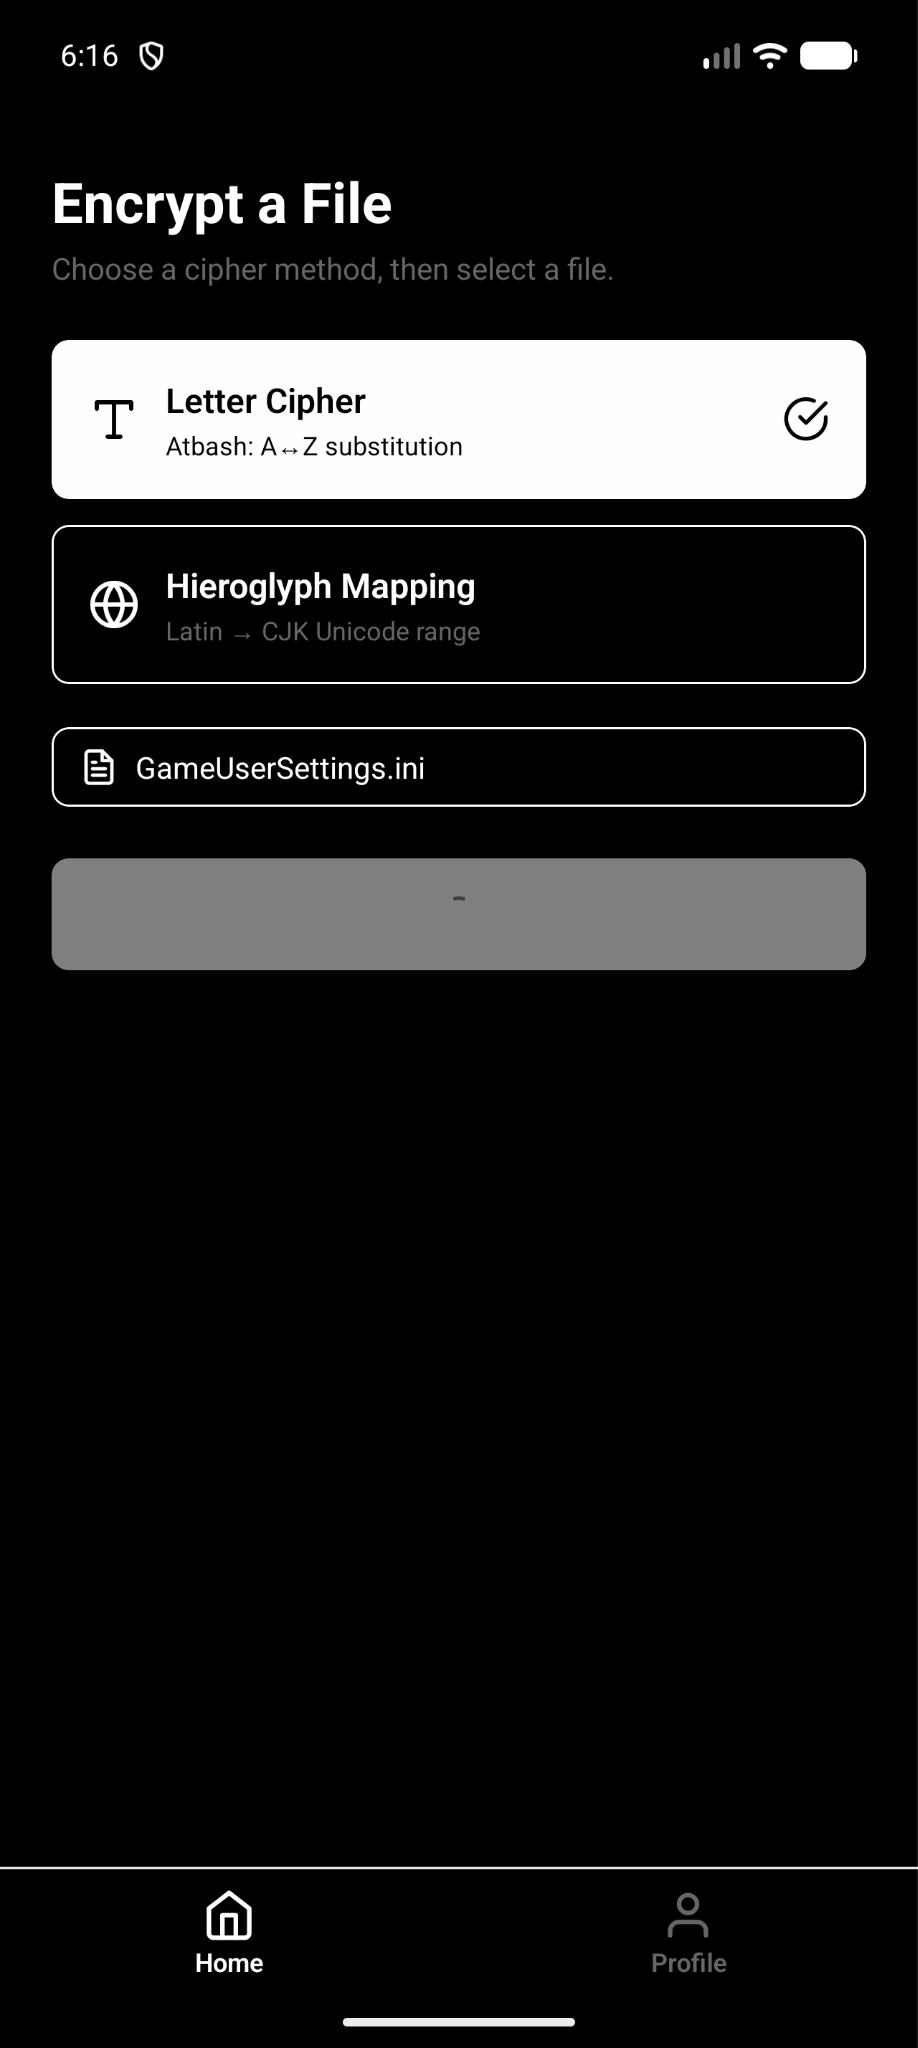 6:16
Encrypt a File
Choose a cipher method, then select a file.
Letter Cipher
Atbash: A↔Z substitution
Hieroglyph Mapping
Latin → CJK Unicode range
GameUserSettings.ini
Home
Profile